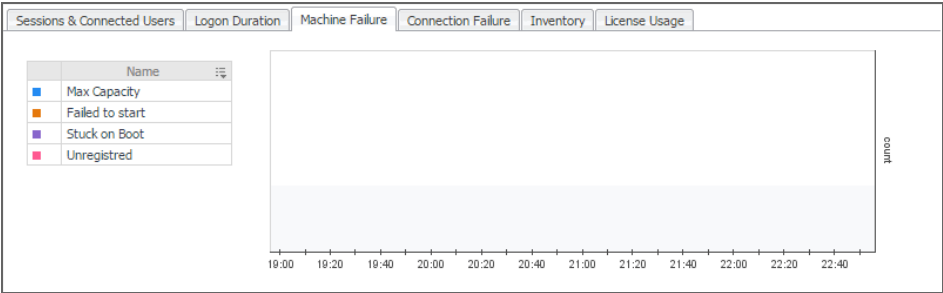 Sessions & Connected Users Logon Duration Machine Failure Connection Failure Inventory License Usage
Name
Max Capacity
Failed to start
Stuck on Boot
Unregistred
count
19:00 19:20 19:40 20:00 20:20 20:40 21:00 21:20 21:40 22:00 22:20 22:40